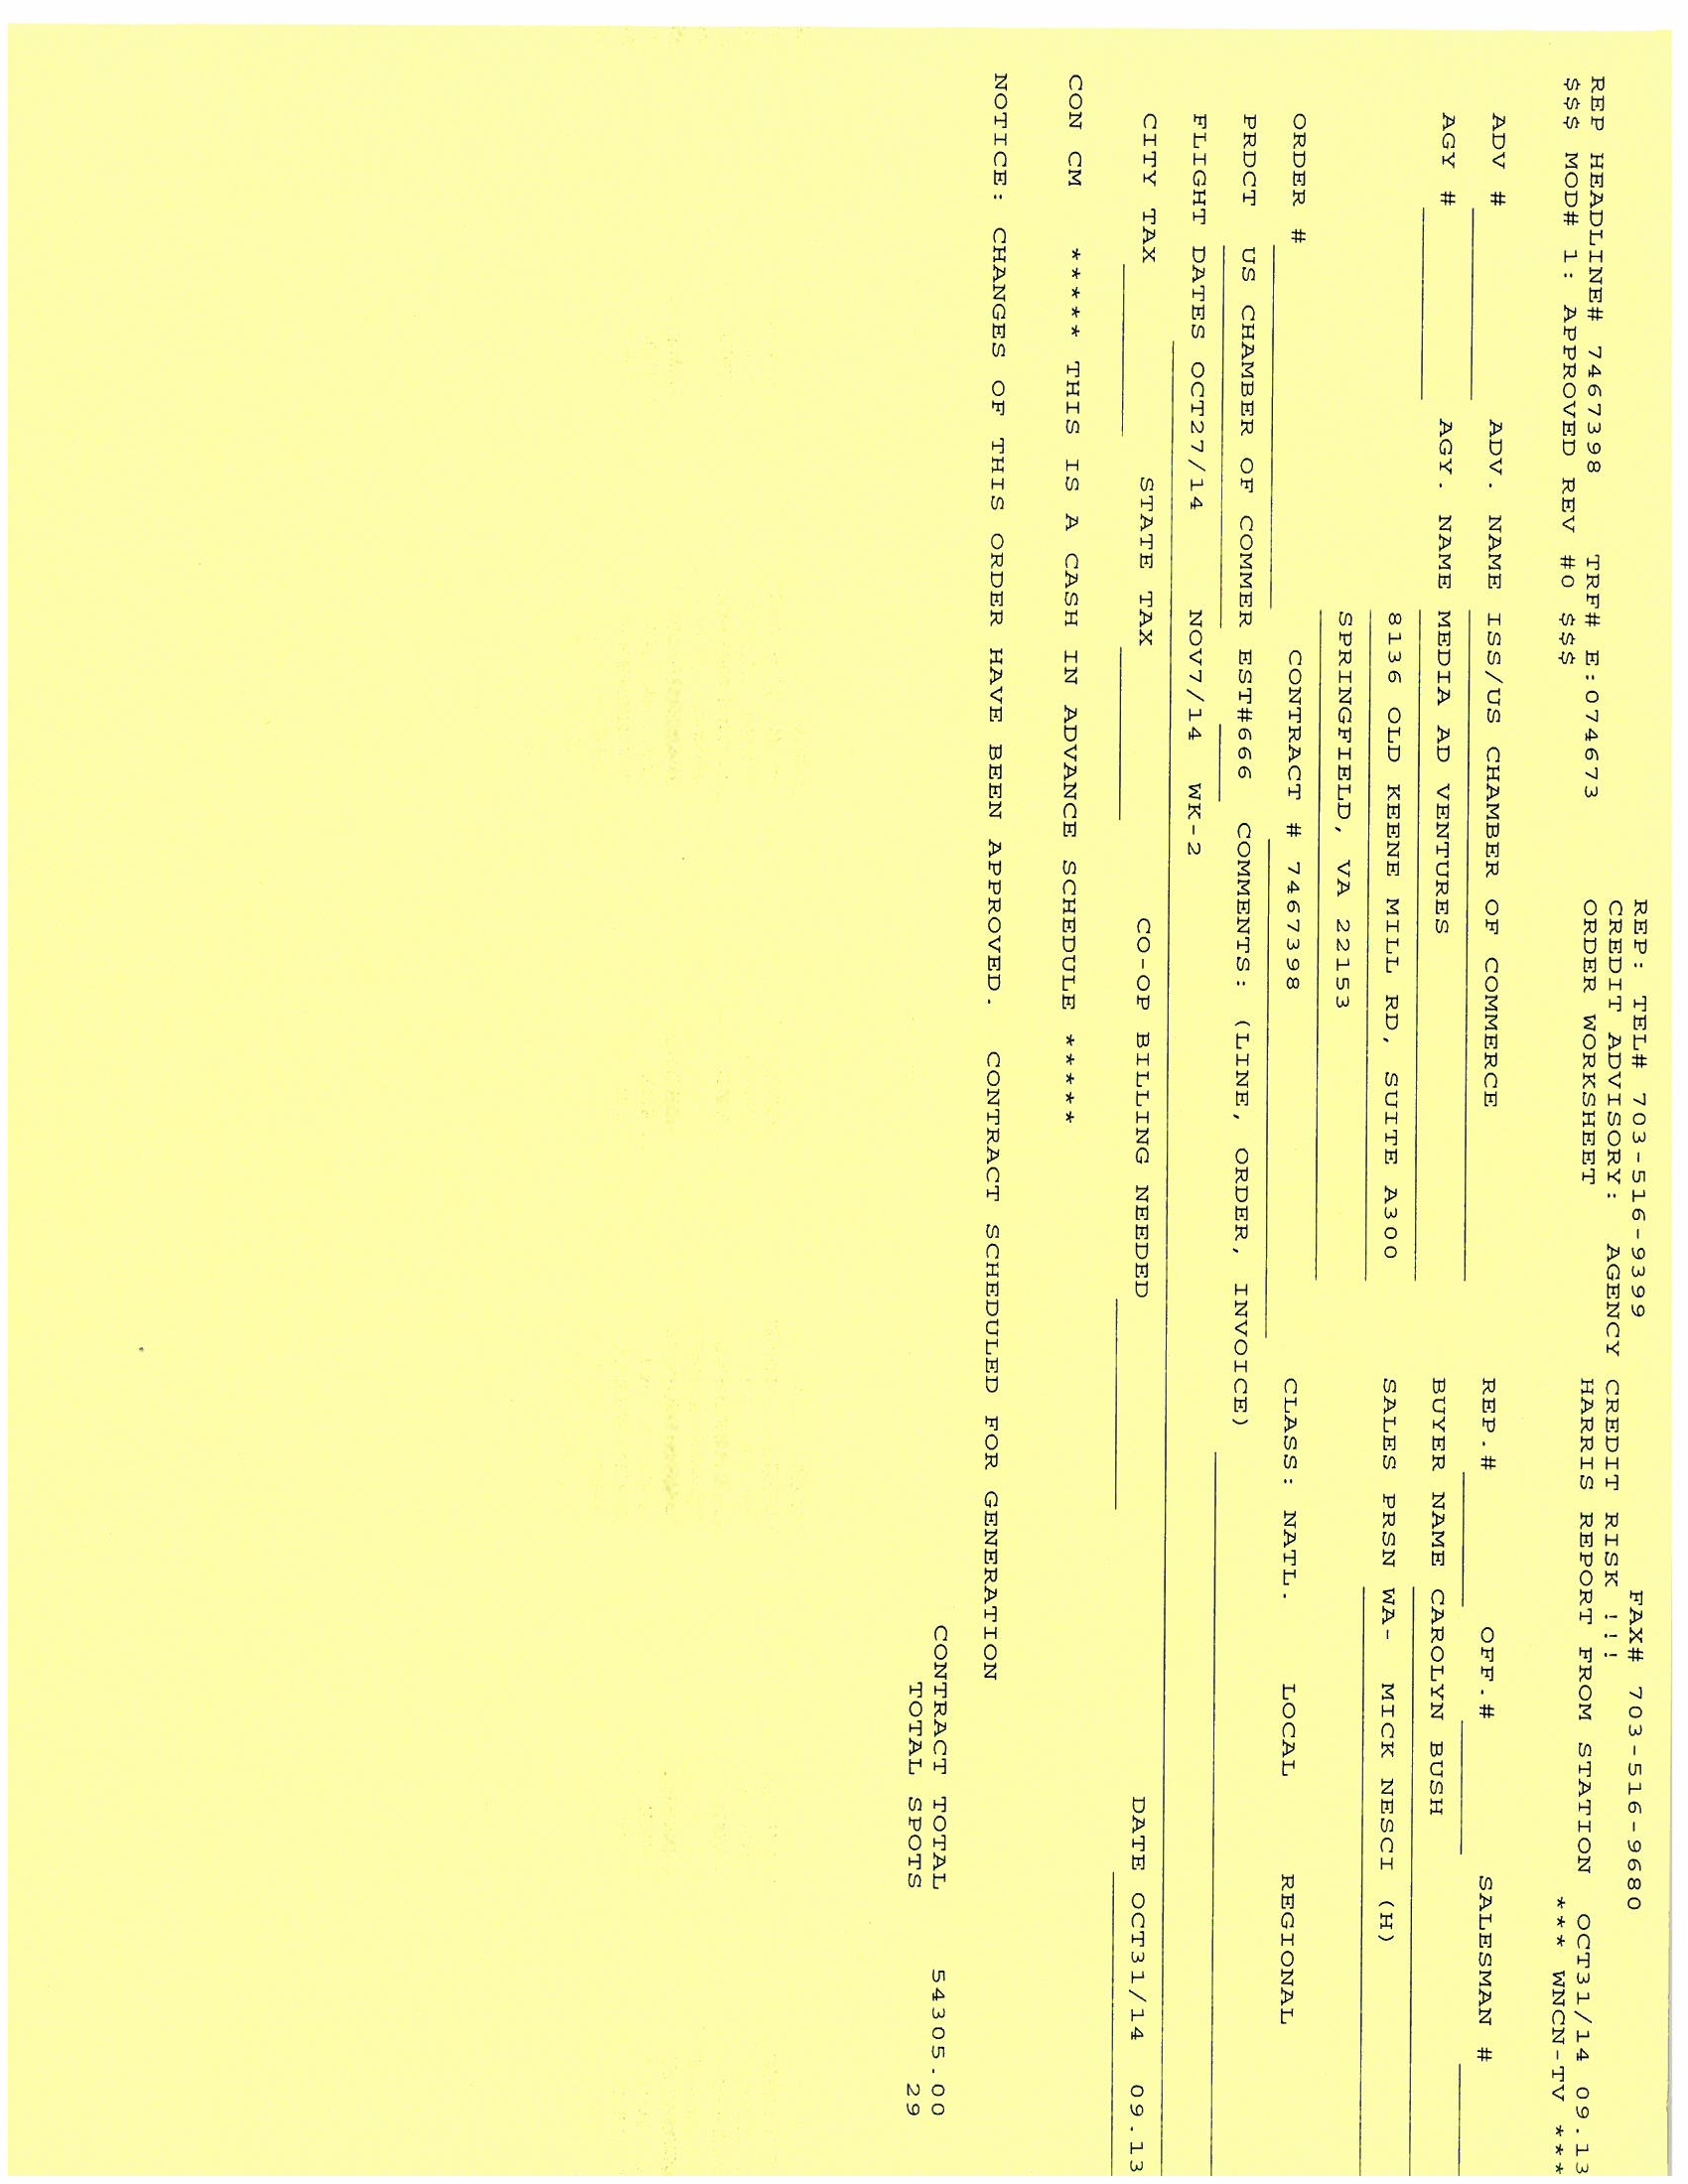 REP: TEL# 703-516-9399 FAX# 703-516-9680
CREDIT ADVISORY: AGENCY CREDIT RISK !!!
REP HEADLINE# 7467398 TRF# E:074673 ORDER WORKSHEET HARRIS REPORT FROM STATION OCT31/14 09.13
$$$ MOD# 1: APPROVED REV #0 $$$ *** WNCN-TV ***
ADV # ADV. NAME ISS/US CHAMBER OF COMMERCE REP.# OFF.# SALESMAN #
AGY # AGY. NAME MEDIA AD VENTURES BUYER NAME CAROLYN BUSH
8136 OLD KEENE MILL RD, SUITE A300 SALES PRSN WA- MICK NESCI (H)
SPRINGFIELD, VA 22153
ORDER # CONTRACT # 7467398 CLASS: NATL. LOCAL REGIONAL
PRDCT US CHAMBER OF COMMER EST#666 COMMENTS: (LINE, ORDER, INVOICE)
FLIGHT DATES OCT27/14 NOV7/14 WK-2
CITY TAX STATE TAX CO-OP BILLING NEEDED DATE OCT31/14 09.13
CON CM ***** THIS IS A CASH IN ADVANCE SCHEDULE *****
NOTICE: CHANGES OF THIS ORDER HAVE BEEN APPROVED. CONTRACT SCHEDULED FOR GENERATION
CONTRACT TOTAL 54305.00
TOTAL SPOTS 29